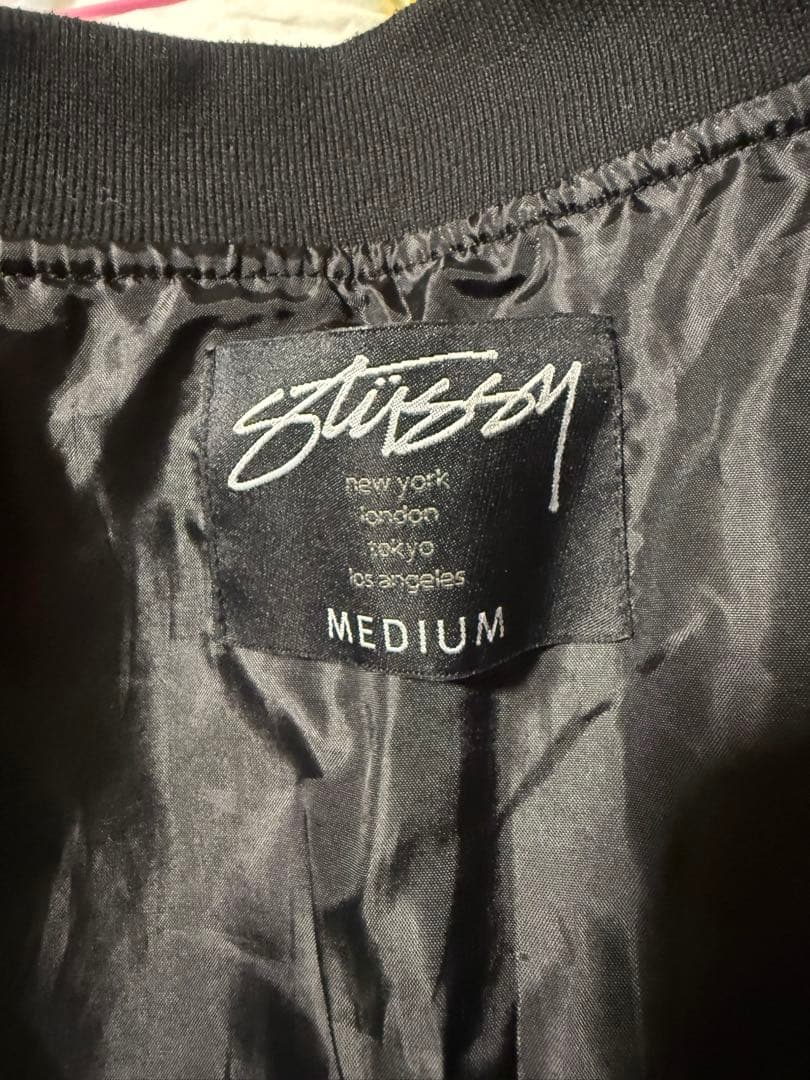 stüssy
new york
london
tokyo
los angeles
MEDIUM